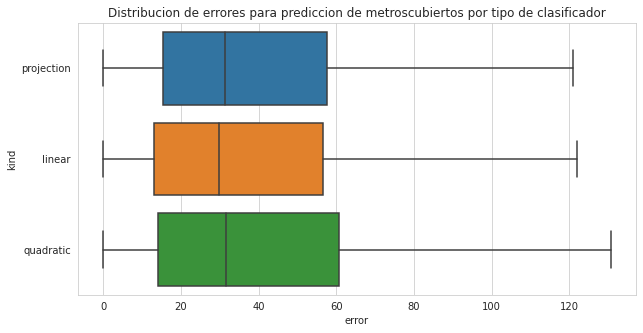 Distribucion de errores para prediccion de metroscubiertos por tipo de clasificador
projection
linear
quadratic
kind
0 20 40 60 80 100 120
error